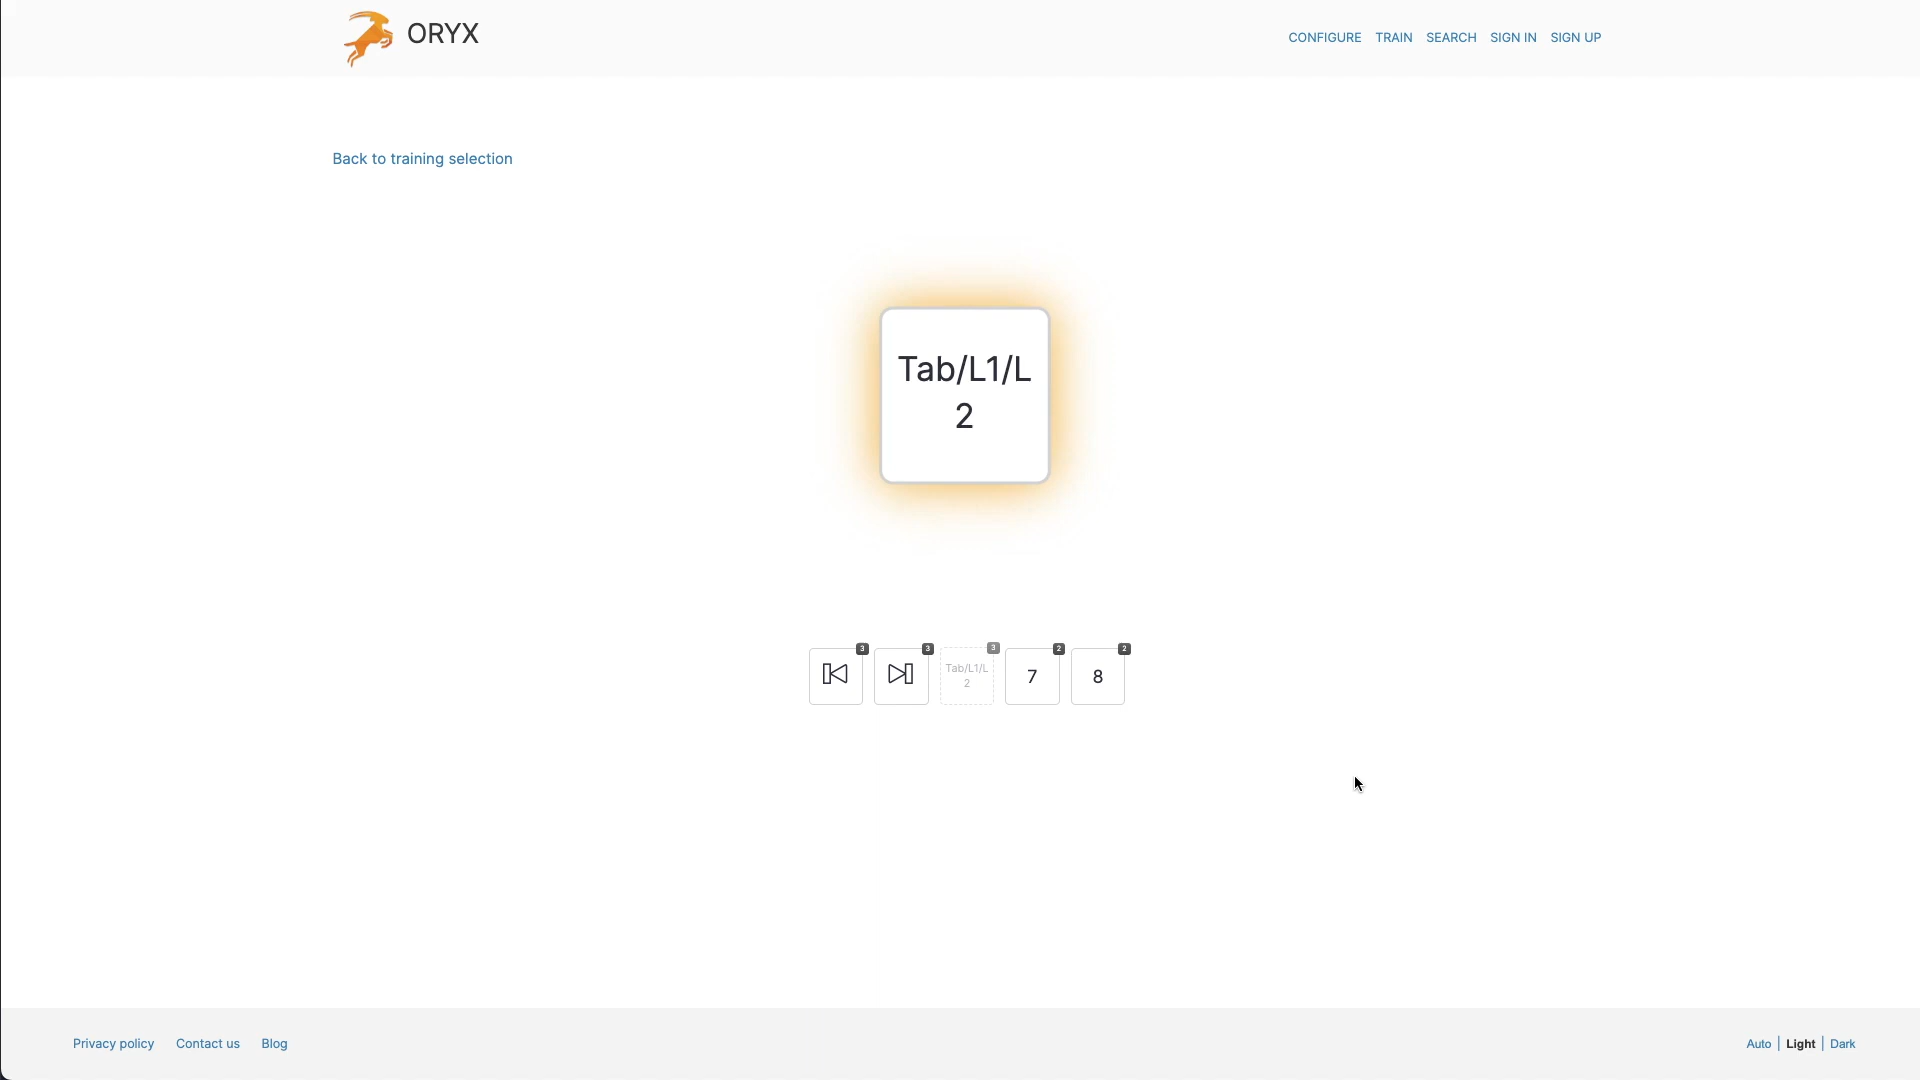 ORYX
CONFIGURE TRAIN SEARCH SIGN IN SIGN UP
Back to training selection
Tab/L1/L
2
3 3 3 2 2
Tab/L1/L
2
7 8
Privacy policy Contact us Blog
Auto | Light | Dark